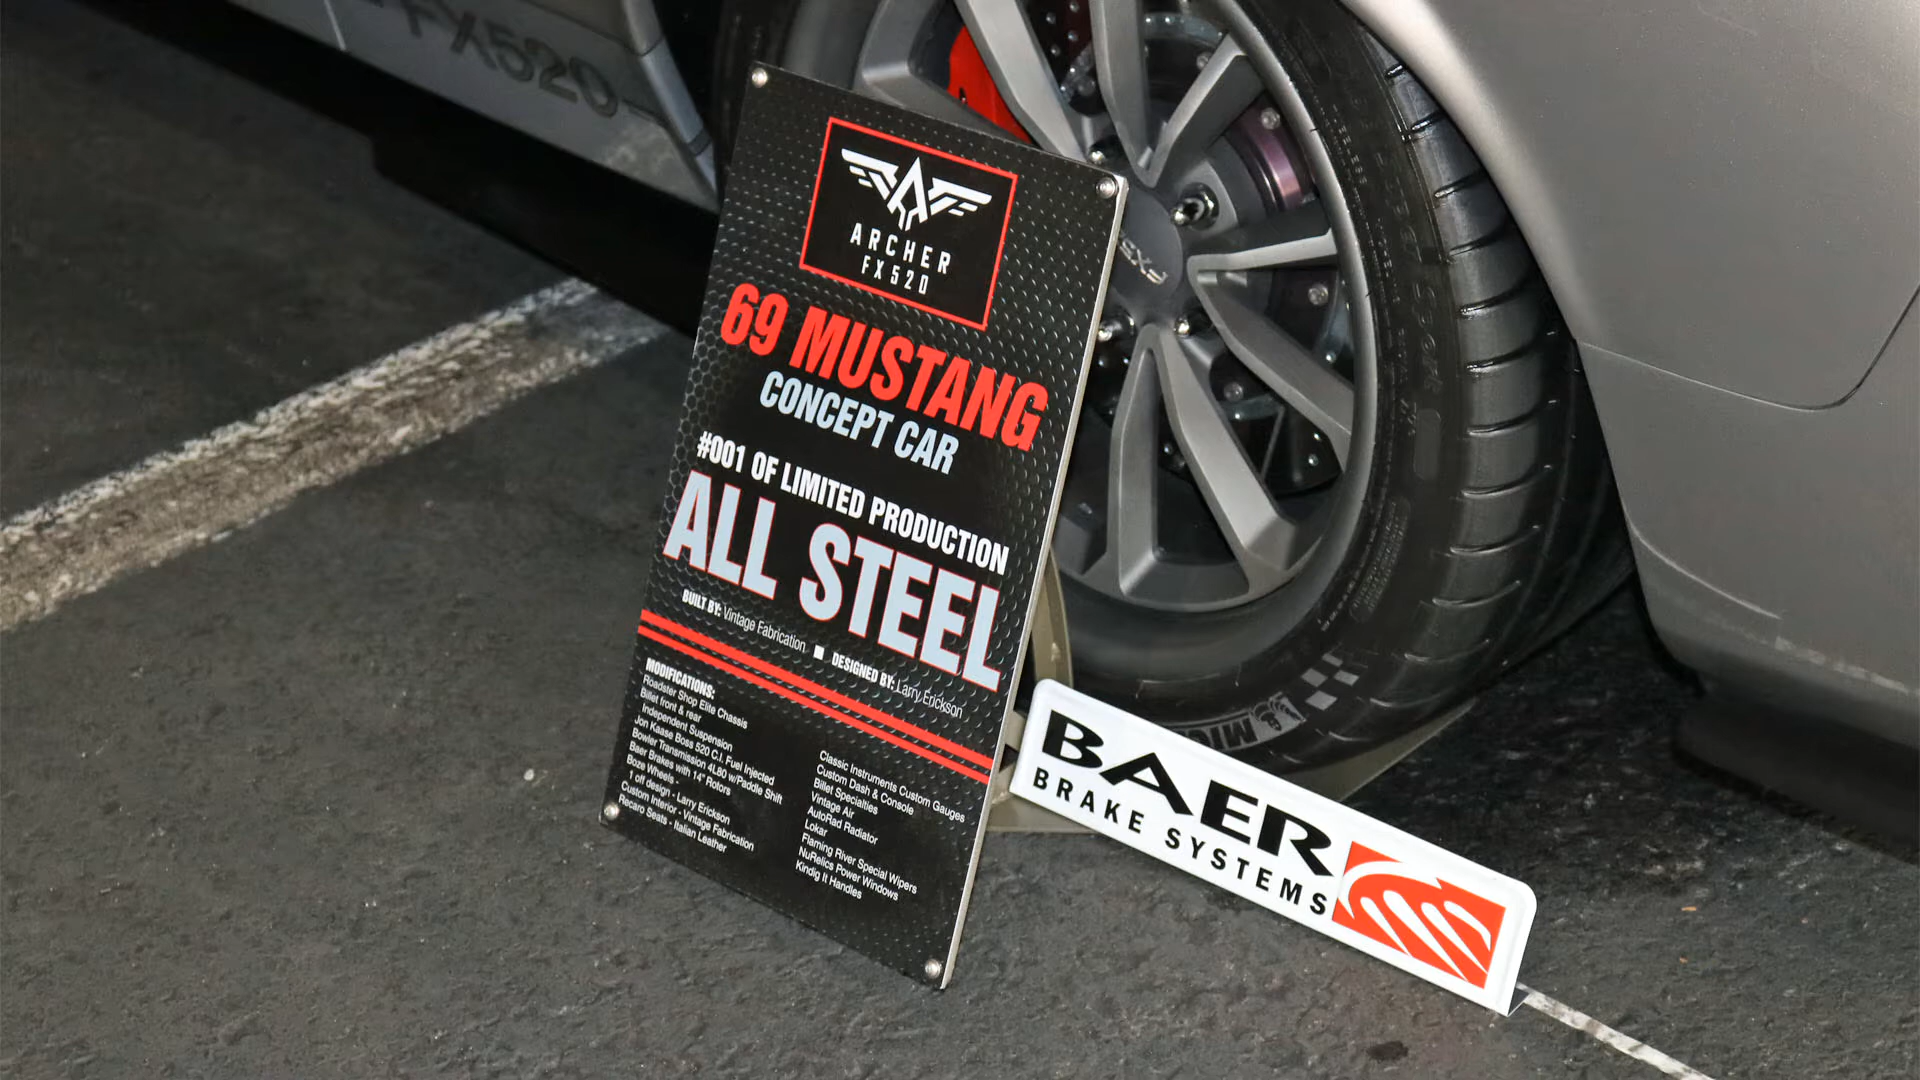 FX520
ARCHER
FX520
69 MUSTANG
CONCEPT CAR
#001 OF LIMITED PRODUCTION
ALL STEEL
BUILT BY: Vintage Fabrication ■ DESIGNED BY: Larry Erickson
MODIFICATIONS:
Roadster Shop Elite Chassis
Billet front & rear
Independent Suspension
Jon Kaase Boss 520 C.I. Fuel Injected
Bowler Transmission 4L80 w/Paddle Shift
Baer Brakes with 14" Rotors
Boze Wheels -
1 off design - Larry Erickson
Custom Interior - Vintage Fabrication
Recaro Seats - Italian Leather
Classic Instruments Custom Gauges
Custom Dash & Console
Billet Specialties
Vintage Air
AutoRad Radiator
Lokar
Flaming River Special Wipers
NuRelics Power Windows
Kindig It Handles
FX520
BAER
BRAKE SYSTEMS